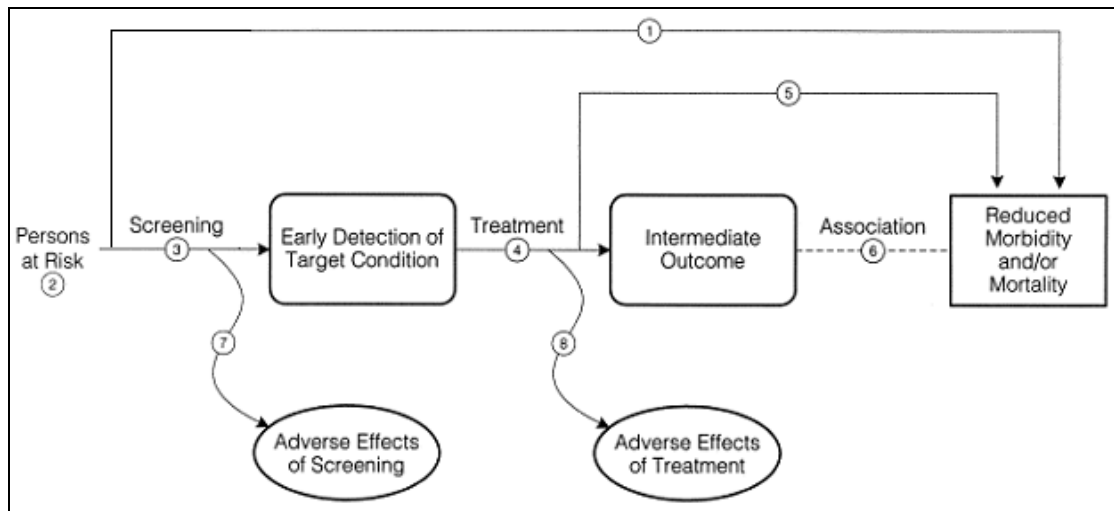 1
5
Persons
at Risk
2
Screening
3
Early Detection of
Target Condition
Treatment
4
Intermediate
Outcome
Association
6
Reduced
Morbidity
and/or
Mortality
7
8
Adverse Effects
of Screening
Adverse Effects
of Treatment